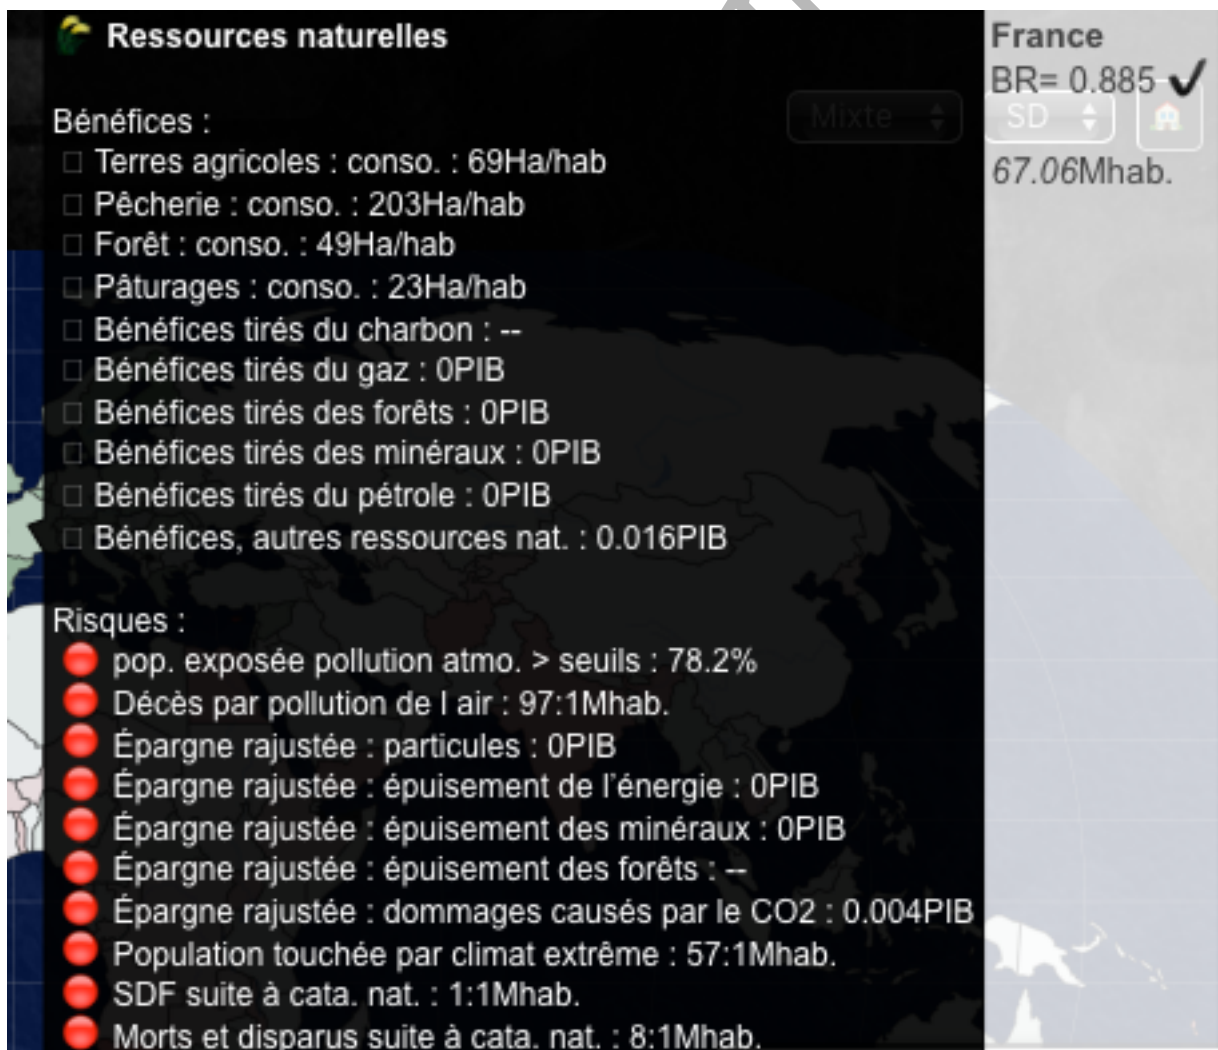 Ressources naturelles
France
BR= 0.885 ✔
Mixte
SD
67.06Mhab.
Bénéfices :
Terres agricoles : conso. : 69Ha/hab
Pêcherie : conso. : 203Ha/hab
Forêt : conso. : 49Ha/hab
Pâturages : conso. : 23Ha/hab
Bénéfices tirés du charbon : --
Bénéfices tirés du gaz : 0PIB
Bénéfices tirés des forêts : 0PIB
Bénéfices tirés des minéraux : 0PIB
Bénéfices tirés du pétrole : 0PIB
Bénéfices, autres ressources nat. : 0.016PIB
Risques :
pop. exposée pollution atmo. > seuils : 78.2%
Décès par pollution de l air : 97:1Mhab.
Épargne rajustée : particules : 0PIB
Épargne rajustée : épuisement de l'énergie : 0PIB
Épargne rajustée : épuisement des minéraux : 0PIB
Épargne rajustée : épuisement des forêts : --
Épargne rajustée : dommages causés par le CO2 : 0.004PIB
Population touchée par climat extrême : 57:1Mhab.
SDF suite à cata. nat. : 1:1Mhab.
Morts et disparus suite à cata. nat. : 8:1Mhab.